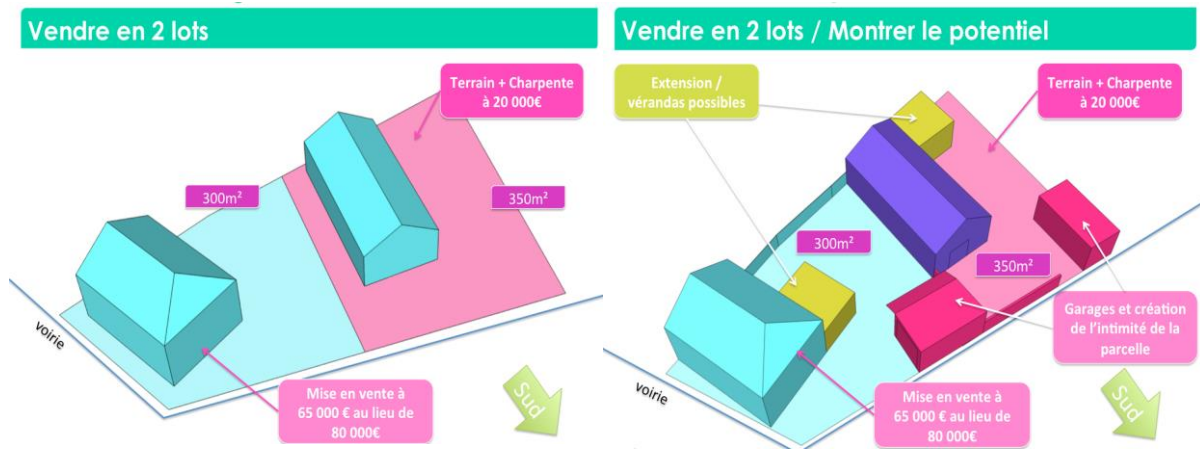 Vendre en 2 lots
Terrain + Charpente
à 20 000€
300m²
350m²
voirie
Mise en vente à
65 000 € au lieu de
80 000€
Sud
Vendre en 2 lots / Montrer le potentiel
Extension /
vérandas possibles
Terrain + Charpente
à 20 000€
300m²
350m²
Garages et création
de l'intimité de la
parcelle
voirie
Mise en vente à
65 000 € au lieu de
80 000€
Sud